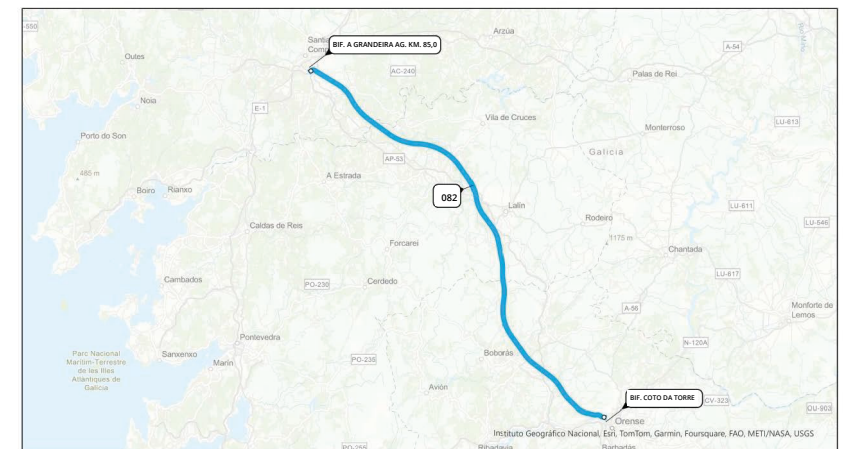 -550
Arzúa
Santi
Comp
BIF. A GRANDEIRA AG. KM. 85,0
A-54
Outes
AC-240
Palas de Rei
Noia
E-1
Vila de Cruces
LU-613
Monterroso
Porto do Son
Galicia
AP-53
485 m
A Estrada
Boiro
Rianxo
082
Lalín
LU-611
Rodeiro
LU-546
Caldas de Reis
1175 m
Forcarei
Chantada
LU-617
Cambados
PO-230
Cerdedo
A-56
Monforte de
Lemos
Pontevedra
N-120A
Parc Nacional
Marítim-Terrestre
de les Illes
Atlàntiques de
Galícia
Sanxenxo
Marín
PO-238
Boborás
Avión
BIF. COTO DA TORRE
CV-323
OU-903
Orense
Instituto Geográfico Nacional, Esri, TomTom, Garmin, Foursquare, FAO, METI/NASA, USGS
PO-255
Ribadavia
Barbadás